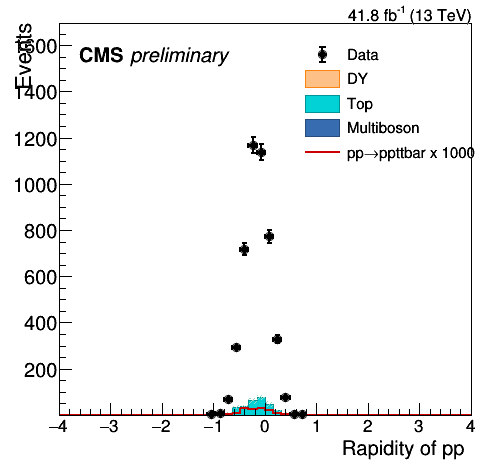 41.8 fb⁻¹ (13 TeV)
CMS preliminary
Events
Data
DY
Top
Multiboson
pp→ppttbar x 1000
1600
1400
1200
1000
800
600
400
200
−4 −3 −2 −1 0 1 2 3 4
Rapidity of pp